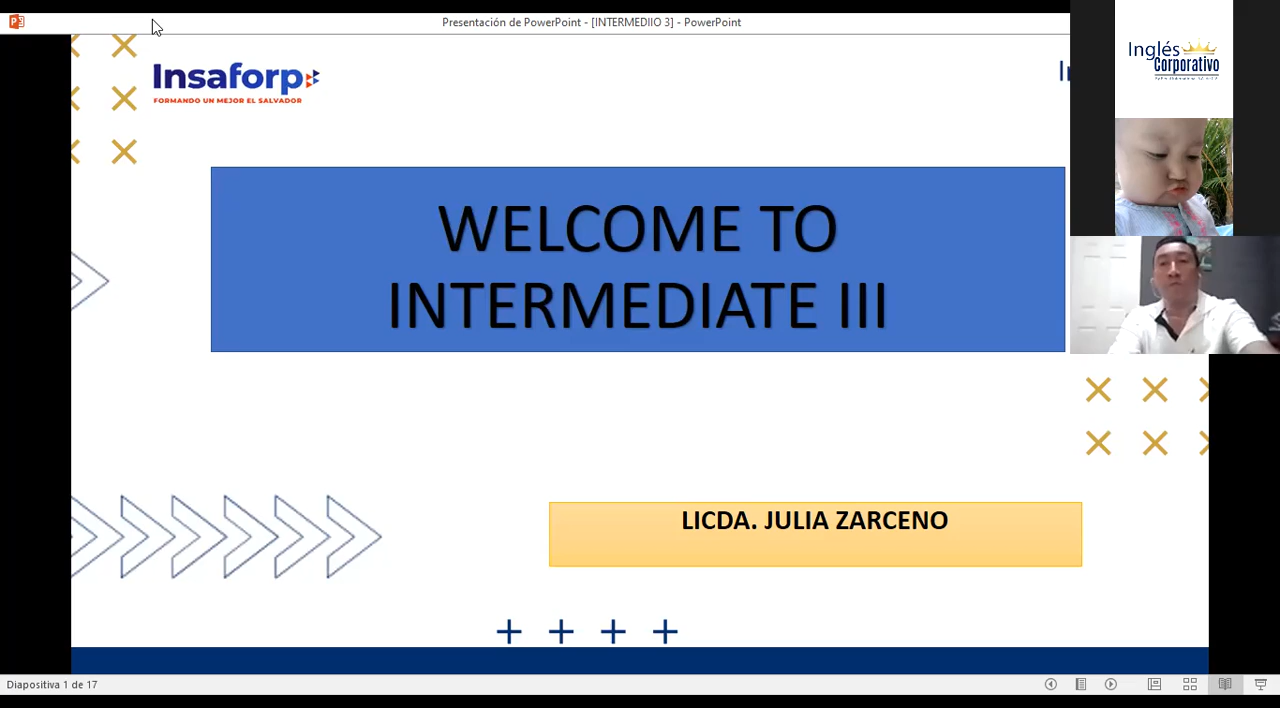 Presentación de PowerPoint - [INTERMEDIIO 3] - PowerPoint
Inglés
Corporativo
Insaforp
FORMANDO UN MEJOR EL SALVADOR
WELCOME TO
INTERMEDIATE III
LICDA. JULIA ZARCENO
Diapositiva 1 de 17